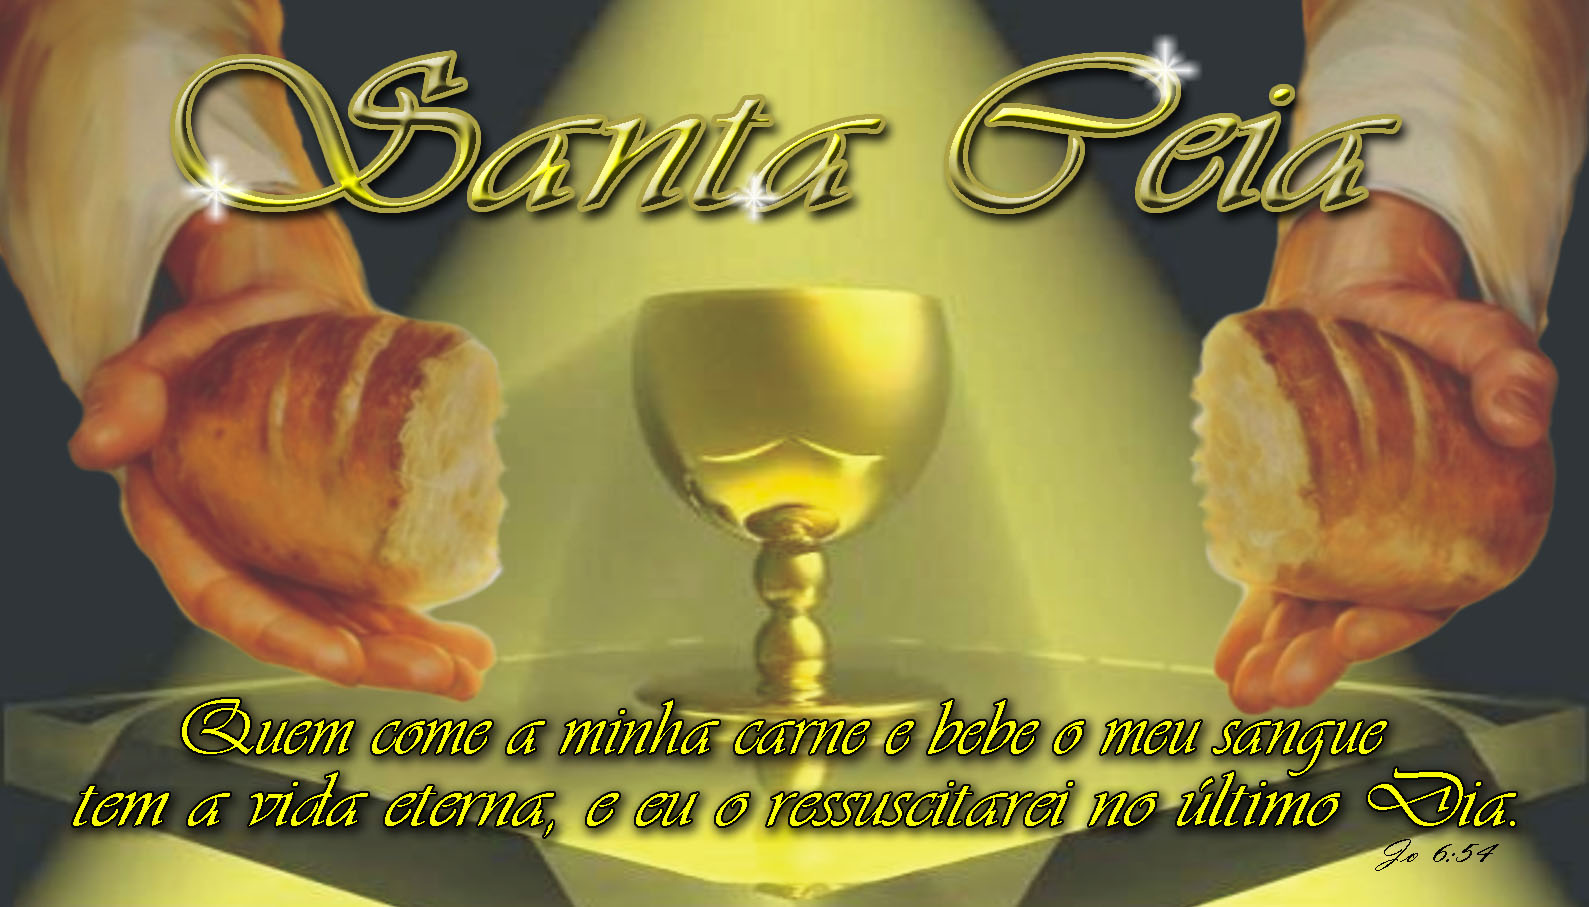 Santa Ceia
Quem come a minha carne e bebe o meu sangue
tem a vida eterna, e eu o ressuscitarei no último Dia.
Jo 6:54